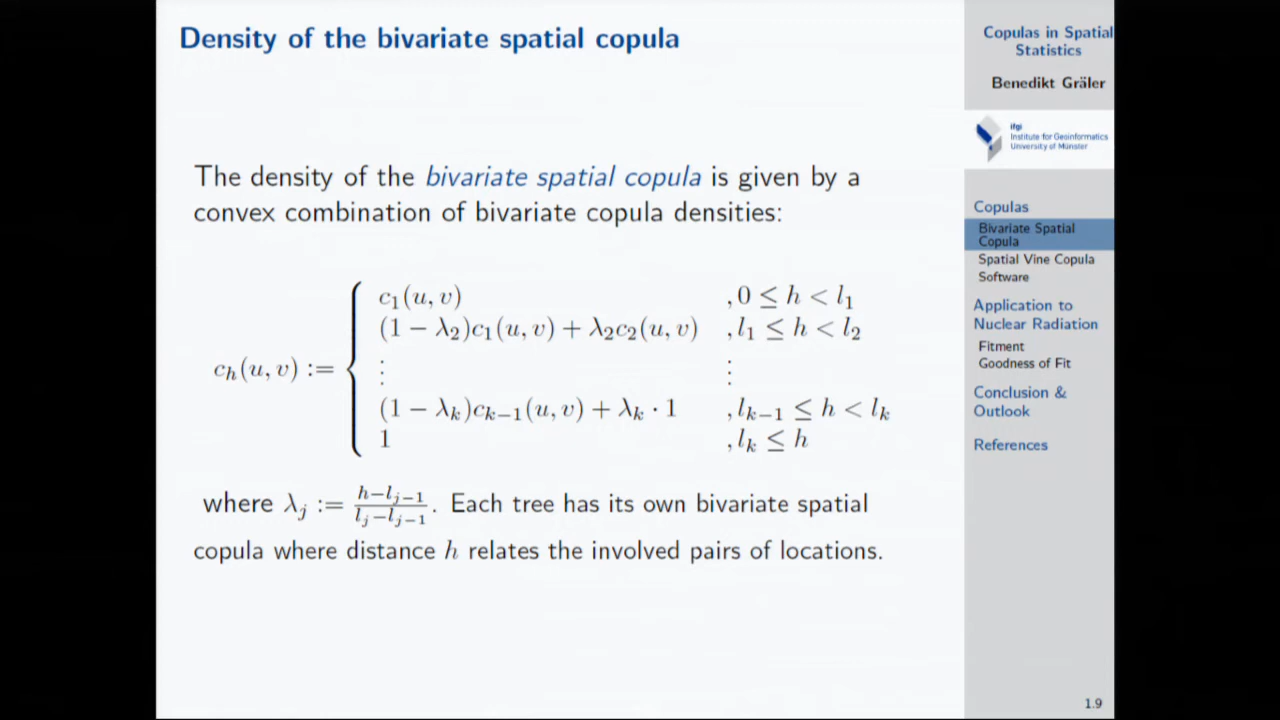 Density of the bivariate spatial copula
The density of the bivariate spatial copula is given by a
convex combination of bivariate copula densities:
c_h(u, v) := {
c_1(u, v) , 0 ≤ h < l_1
(1 − λ_2)c_1(u, v) + λ_2c_2(u, v) , l_1 ≤ h < l_2
⋮ ⋮
(1 − λ_k)c_{k−1}(u, v) + λ_k · 1 , l_{k−1} ≤ h < l_k
1 , l_k ≤ h
where λ_j := (h−l_{j−1})/(l_j−l_{j−1}). Each tree has its own bivariate spatial
copula where distance h relates the involved pairs of locations.
Copulas in Spatial
Statistics
Benedikt Gräler
ifgi
Institute for Geoinformatics
University of Münster
Copulas
Bivariate Spatial
Copula
Spatial Vine Copula
Software
Application to
Nuclear Radiation
Fitment
Goodness of Fit
Conclusion &
Outlook
References
1.9